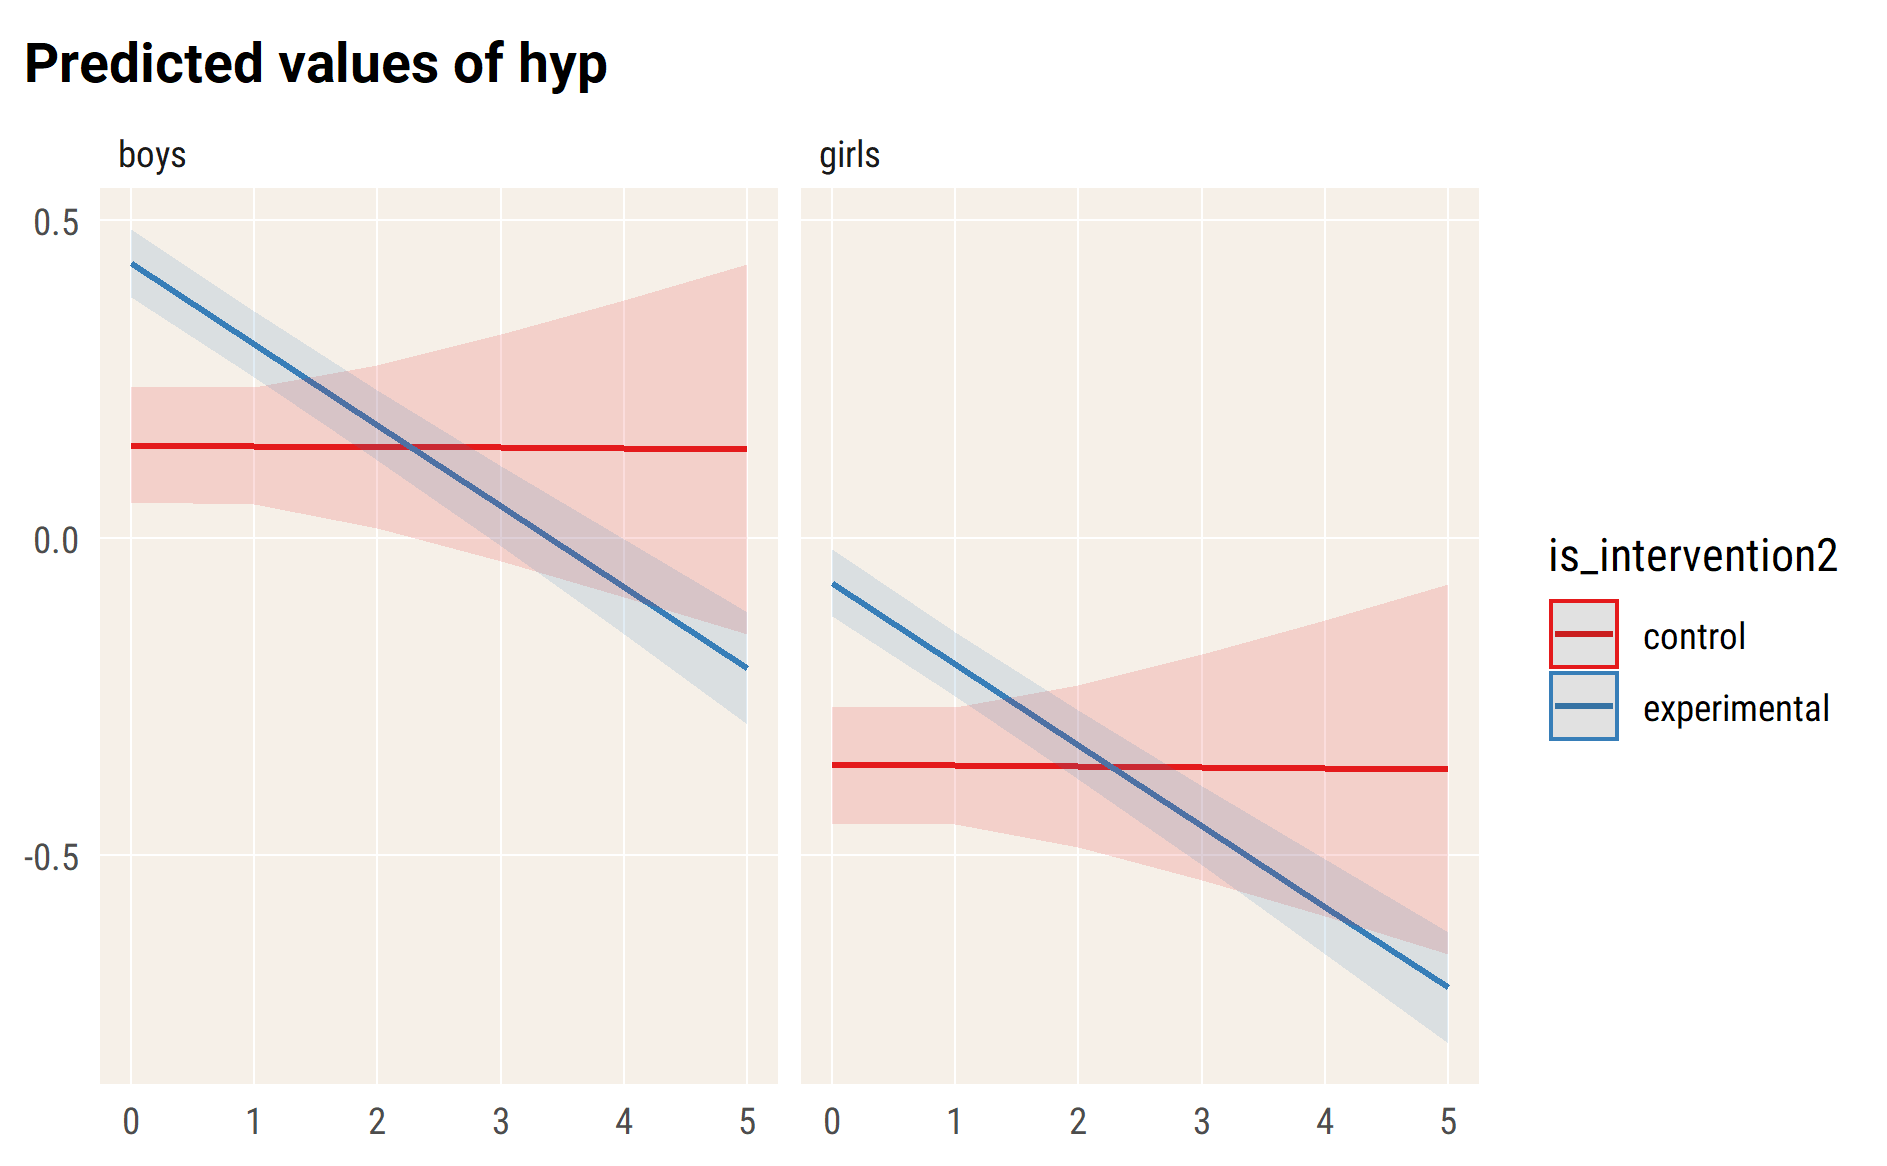 Predicted values of hyp
boys
girls
0.5
0.0
-0.5
0 1 2 3 4 5
0 1 2 3 4 5
is_intervention2
control
experimental